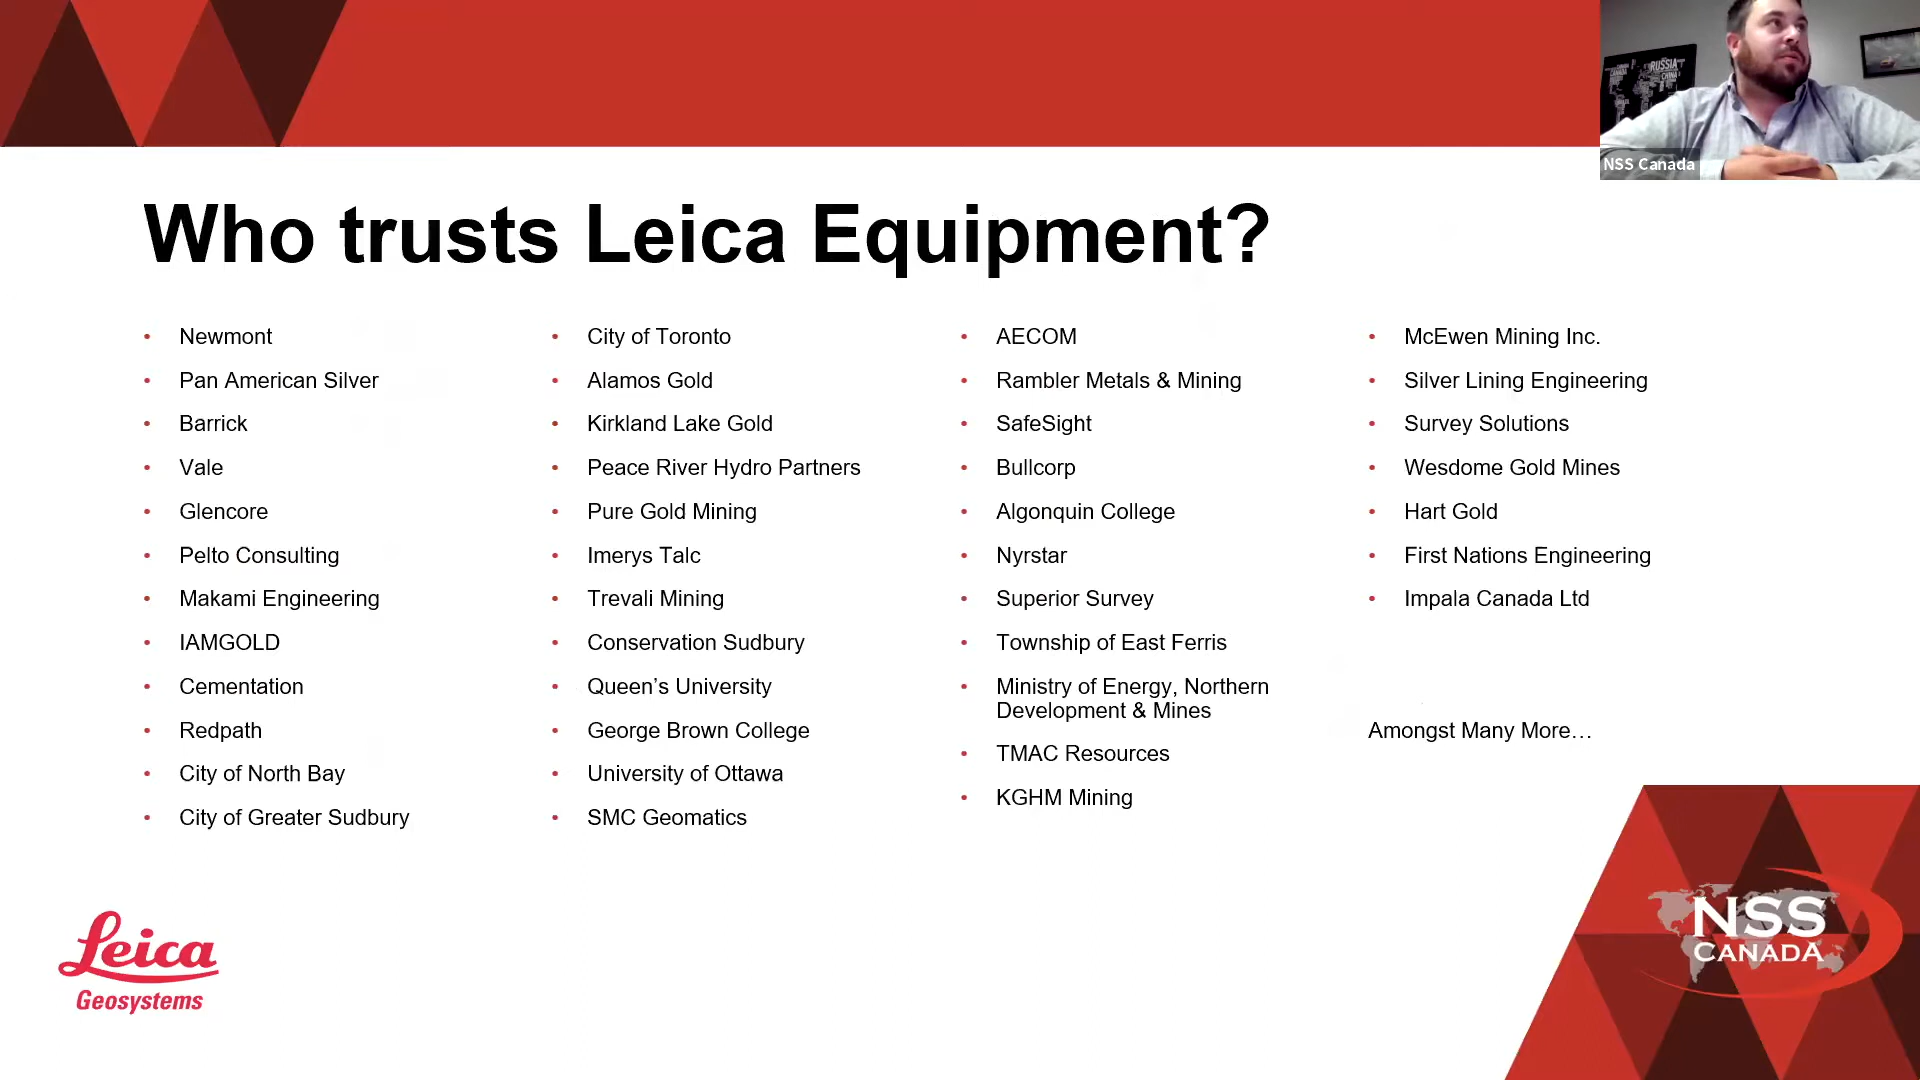 RUSSIA
CHINA
CANADA
NSS Canada
Who trusts Leica Equipment?
• Newmont
• Pan American Silver
• Barrick
• Vale
• Glencore
• Pelto Consulting
• Makami Engineering
• IAMGOLD
• Cementation
• Redpath
• City of North Bay
• City of Greater Sudbury
• City of Toronto
• Alamos Gold
• Kirkland Lake Gold
• Peace River Hydro Partners
• Pure Gold Mining
• Imerys Talc
• Trevali Mining
• Conservation Sudbury
• Queen’s University
• George Brown College
• University of Ottawa
• SMC Geomatics
• AECOM
• Rambler Metals & Mining
• SafeSight
• Bullcorp
• Algonquin College
• Nyrstar
• Superior Survey
• Township of East Ferris
• Ministry of Energy, Northern
Development & Mines
• TMAC Resources
• KGHM Mining
• McEwen Mining Inc.
• Silver Lining Engineering
• Survey Solutions
• Wesdome Gold Mines
• Hart Gold
• First Nations Engineering
• Impala Canada Ltd
Amongst Many More…
Leica
Geosystems
NSS
CANADA